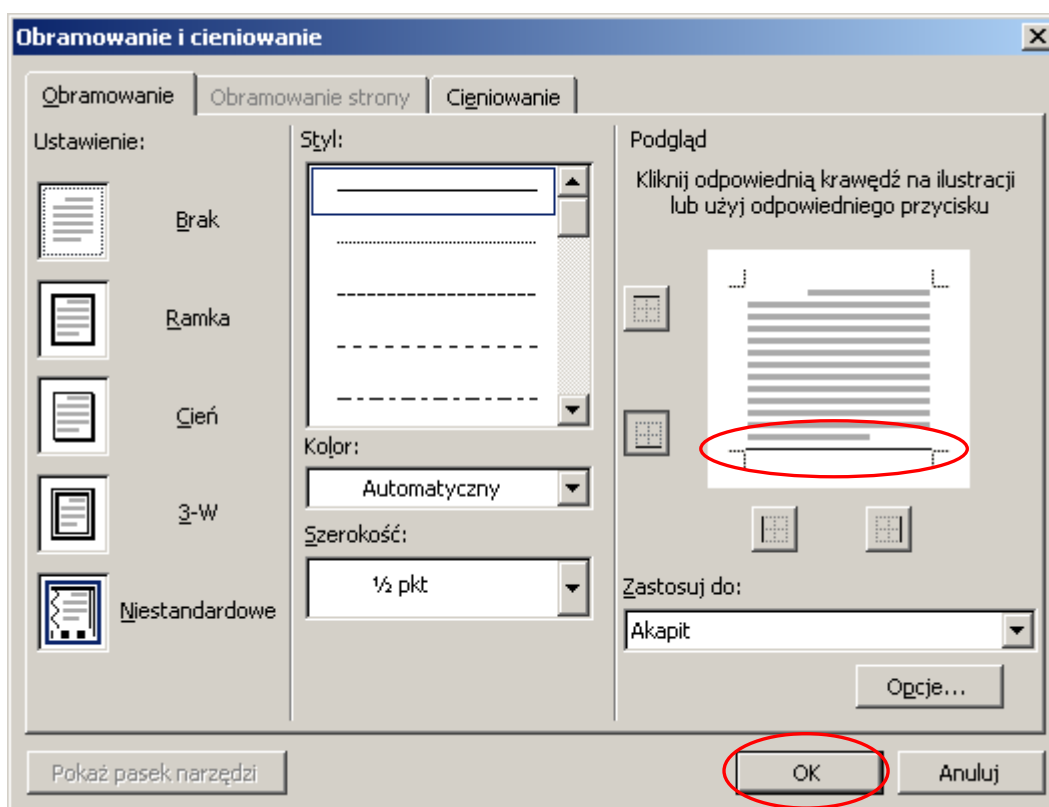 Obramowanie i cieniowanie
Obramowanie
Obramowanie strony
Cieniowanie
Ustawienie:
Brak
Ramka
Cień
3-W
Niestandardowe
Styl:
Kolor:
Automatyczny
Szerokość:
½ pkt
Podgląd
Kliknij odpowiednią krawędź na ilustracji
lub użyj odpowiedniego przycisku
Zastosuj do:
Akapit
Opcje...
Pokaż pasek narzędzi
OK
Anuluj